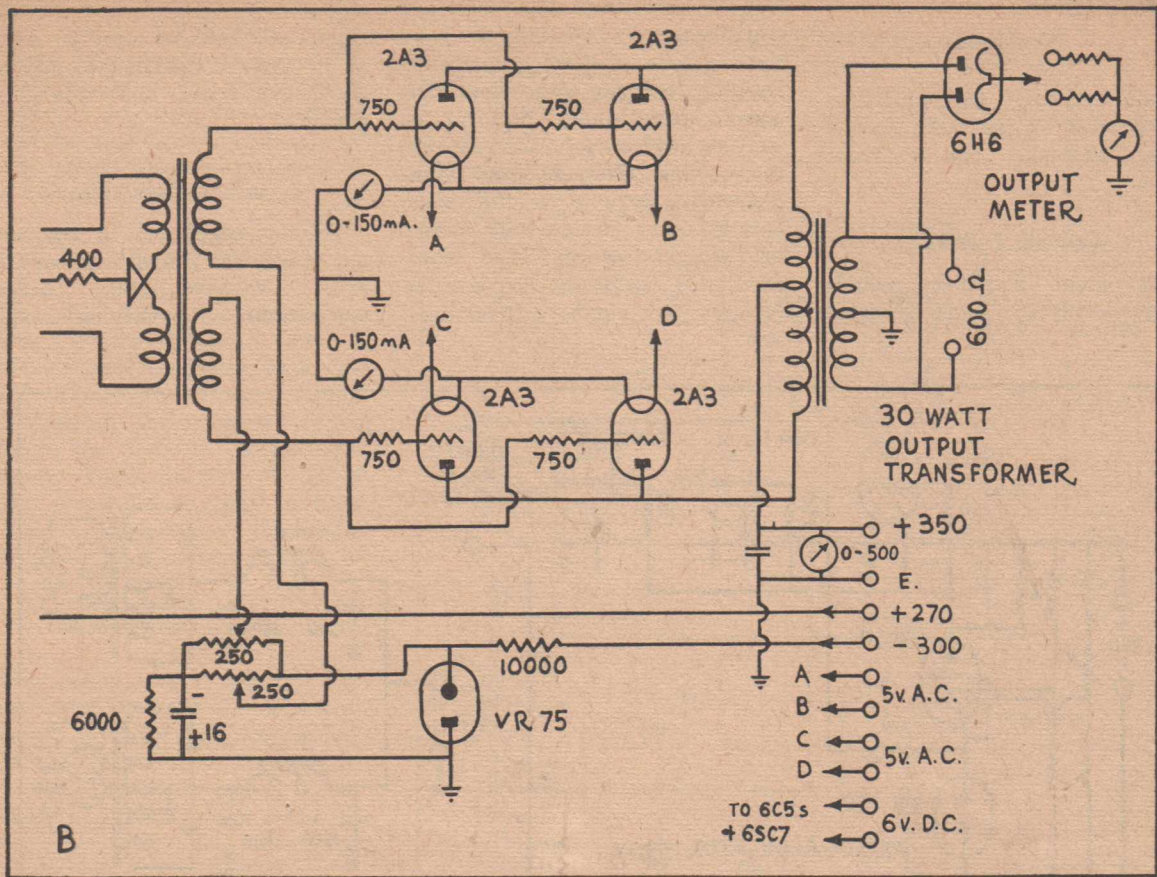 2A3
2A3
750
750
6H6
OUTPUT
METER
0-150mA.
A
B
400
C
D
0-150mA
600 Ω
2A3
2A3
750
750
30 WATT
OUTPUT
TRANSFORMER
+ 350
0-500
E.
+ 270
- 300
250
250
10000
6000
-
+16
VR 75
A
B
5v. A.C.
C
D
5v. A.C.
TO 6C5s
+ 6SC7
6v. D.C.
B